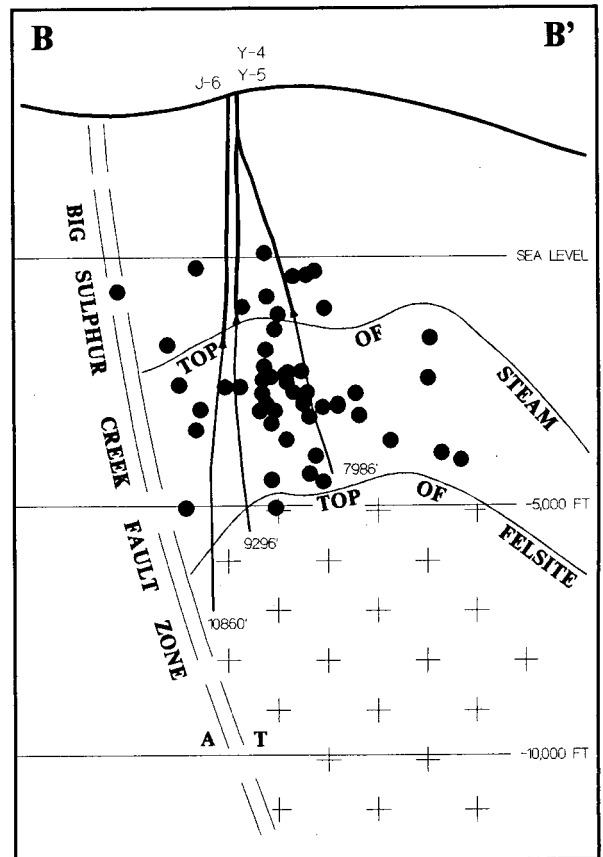 B
B'
Y-4
J-6 Y-5
SEA LEVEL
BIG SULPHUR CREEK FAULT ZONE
TOP OF STEAM
7986'
-5,000 FT
TOP OF FELSITE
9296'
10860'
A T
-10,000 FT